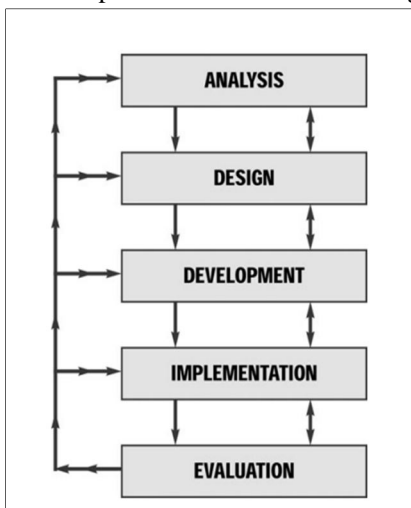 ANALYSIS
DESIGN
DEVELOPMENT
IMPLEMENTATION
EVALUATION